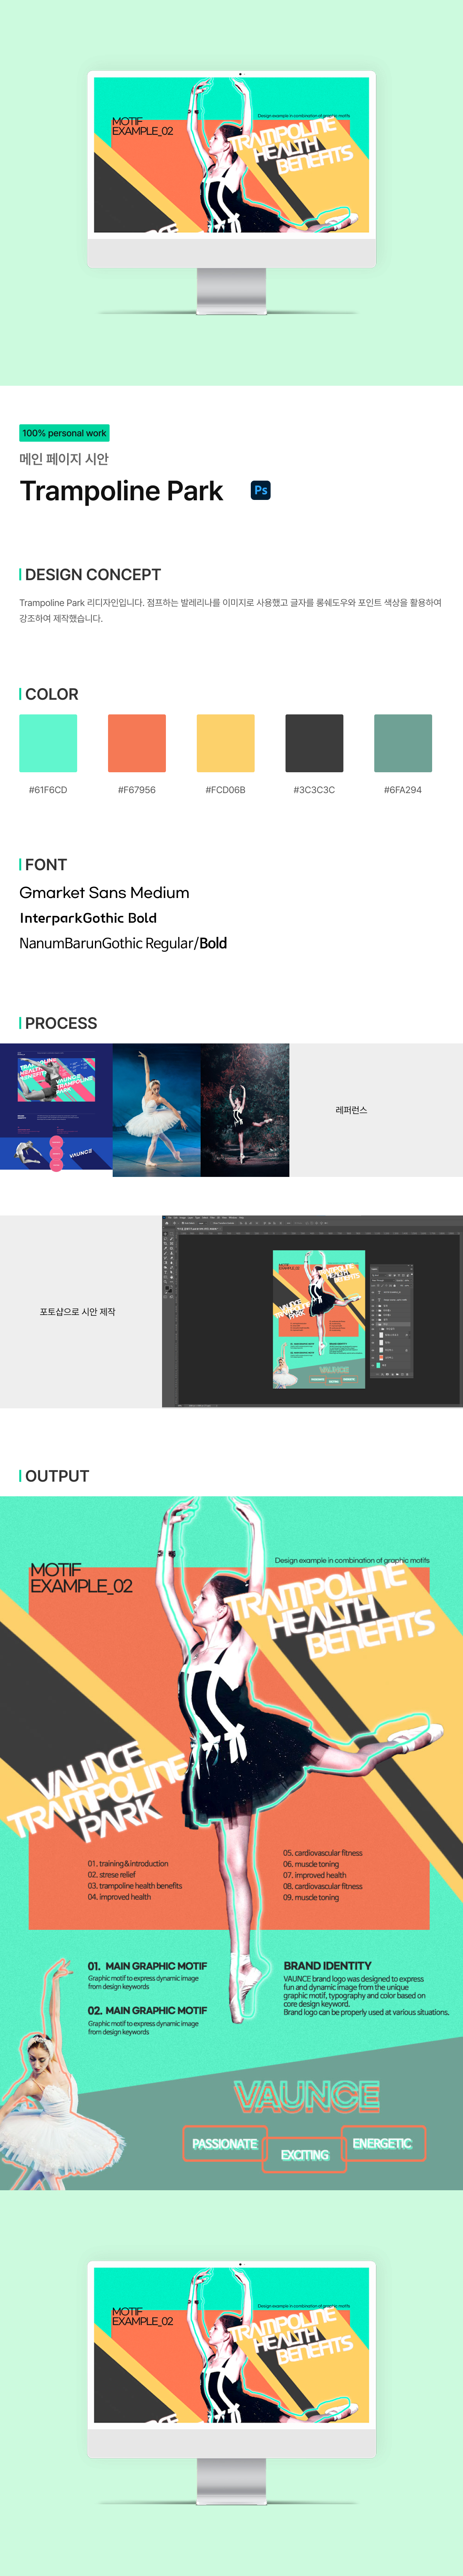 MOTIF
EXAMPLE_02
Design example in combination of graphic motifs
TRAMPOLINE
HEALTH
BENEFITS
100% personal work
메인 페이지 시안
Trampoline Park
Ps
DESIGN CONCEPT
Trampoline Park 리디자인입니다. 점프하는 발레리나를 이미지로 사용했고 글자를 롱쉐도우와 포인트 색상을 활용하여
강조하여 제작했습니다.
COLOR
#61F6CD
#F67956
#FCD06B
#3C3C3C
#6FA294
FONT
Gmarket Sans Medium
InterparkGothic Bold
NanumBarunGothic Regular/Bold
PROCESS
VAUNCE
TRAMPOLINE
VAUNCE
레퍼런스
포토샵으로 시안 제작
TRAMPOLINE
HEALTH
BENEFITS
VAUNCE
TRAMPOLINE
PARK
VAUNCE
OUTPUT
MOTIF
EXAMPLE_02
Design example in combination of graphic motifs
TRAMPOLINE
HEALTH
BENEFITS
VAUNCE
TRAMPOLINE
PARK
01. training&introduction
02. strese relief
03. trampoline health benefits
04. improved health
05. cardiovascular fitness
06. muscle toning
07. improved health
08. cardiovascular fitness
09. muscle toning
01. MAIN GRAPHIC MOTIF
Graphic motif to express dynamic image
from design keywords
02. MAIN GRAPHIC MOTIF
Graphic motif to express dynamic image
from design keywords
BRAND IDENTITY
VAUNCE brand logo was designed to express
fun and dynamic image from the unique
graphic motif, typography and color based on
core design keyword.
Brand logo can be properly used at various situations.
VAUNCE
PASSIONATE
EXCITING
ENERGETIC
MOTIF
EXAMPLE_02
Design example in combination of graphic motifs
TRAMPOLINE
HEALTH
BENEFITS